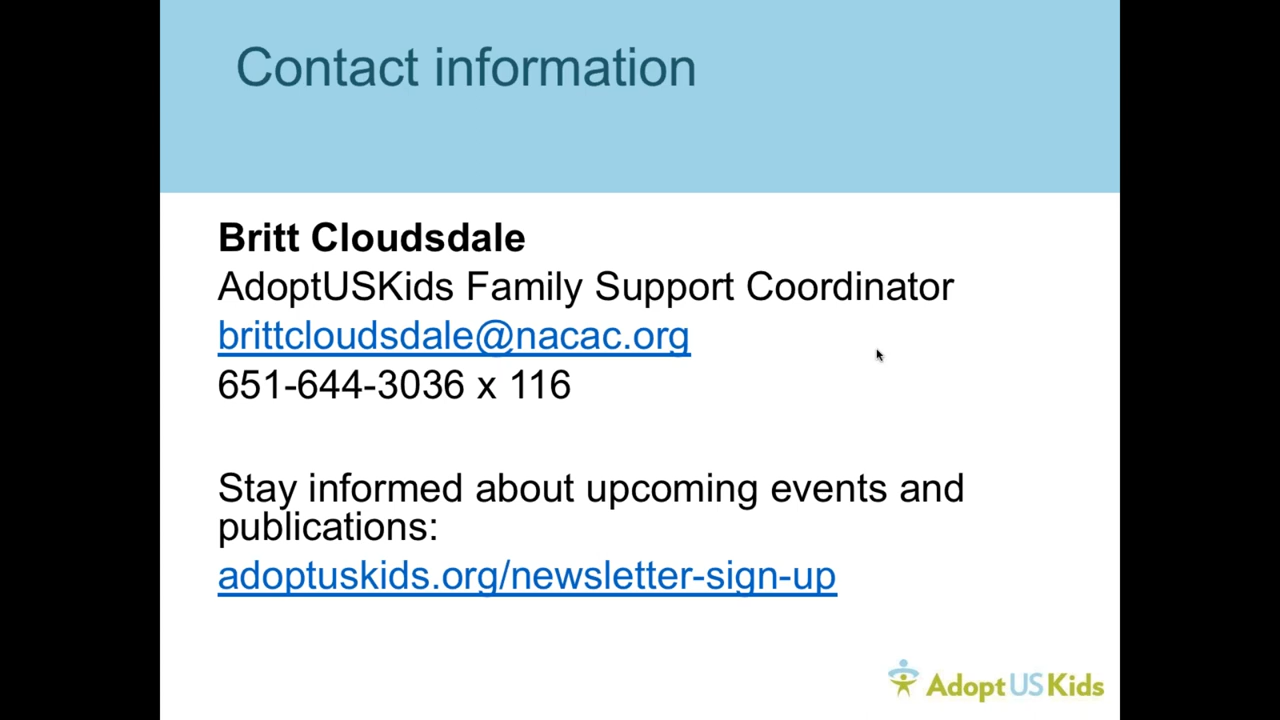 Contact information
Britt Cloudsdale
AdoptUSKids Family Support Coordinator
brittcloudsdale@nacac.org
651-644-3036 x 116
Stay informed about upcoming events and
publications:
adoptuskids.org/newsletter-sign-up
AdoptUSKids